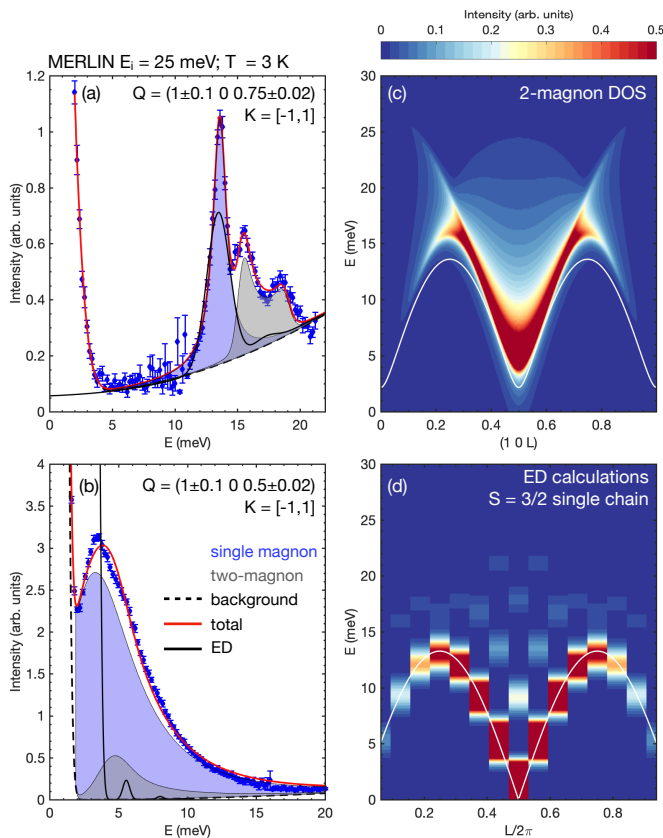 Intensity (arb. units)
0 0.1 0.2 0.3 0.4 0.5
MERLIN Eᵢ = 25 meV; T = 3 K
(a)
Q = (1±0.1 0 0.75±0.02)
K = [-1,1]
Intensity (arb. units)
1.2
1
0.8
0.6
0.4
0.2
0
0 5 10 15 20
E (meV)
(c)
2-magnon DOS
E (meV)
30
25
20
15
10
5
0
0 0.2 0.4 0.6 0.8 1
(1 0 L)
(b)
Q = (1±0.1 0 0.5±0.02)
K = [-1,1]
single magnon
two-magnon
background
total
ED
Intensity (arb. units)
4
3.5
3
2.5
2
1.5
1
0.5
0
0 5 10 15 20
E (meV)
(d)
ED calculations
S = 3/2 single chain
E (meV)
30
25
20
15
10
5
0
0.2 0.4 0.6 0.8
L/2π